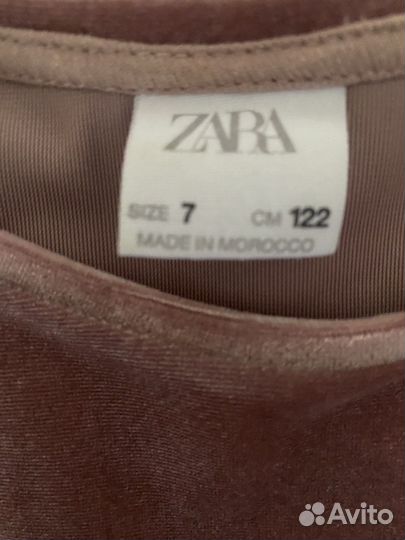 ZARA
SIZE 7 CM 122
MADE IN MOROCCO
Avito